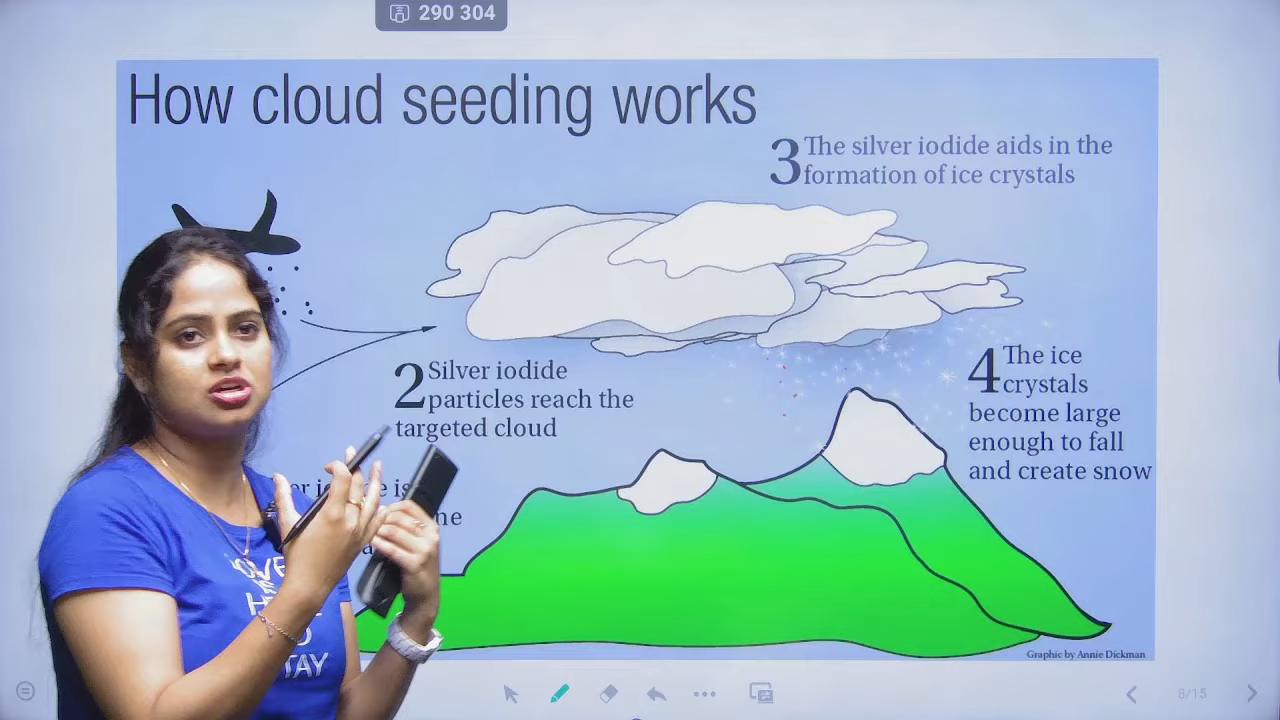 290 304
How cloud seeding works
3 The silver iodide aids in the
formation of ice crystals
2 Silver iodide
particles reach the
targeted cloud
4 The ice
crystals
become large
enough to fall
and create snow
is
STAY
Graphic by Annie Dickman
8/15